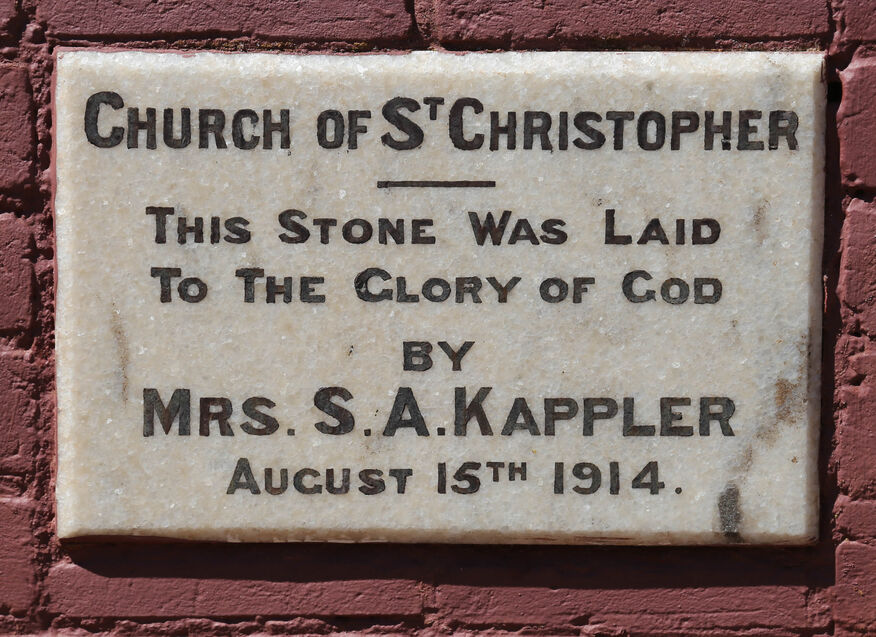 CHURCH OF ST CHRISTOPHER
THIS STONE WAS LAID
TO THE GLORY OF GOD
BY
MRS. S. A. KAPPLER
AUGUST 15TH 1914.